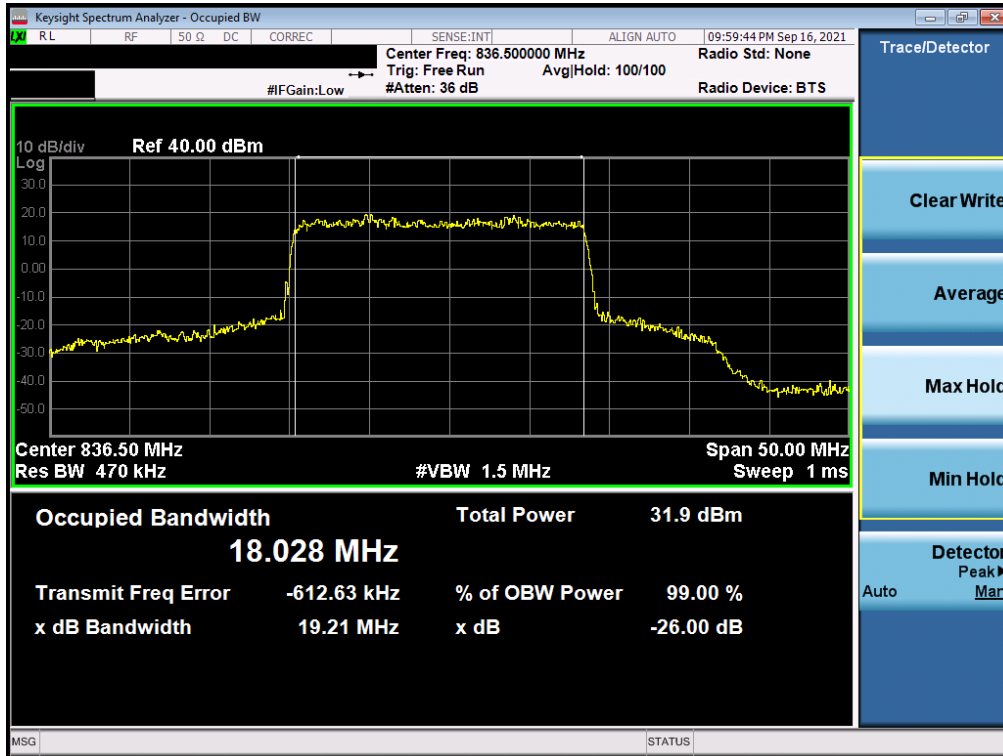 Keysight Spectrum Analyzer - Occupied BW
LXI RL RF 50 Ω DC CORREC SENSE:INT ALIGN AUTO 09:59:44 PM Sep 16, 2021
Center Freq: 836.500000 MHz Radio Std: None
Trig: Free Run Avg|Hold: 100/100
#IFGain:Low #Atten: 36 dB Radio Device: BTS
10 dB/div Ref 40.00 dBm
Log
30.0
20.0
10.0
0.00
-10.0
-20.0
-30.0
-40.0
-50.0
Center 836.50 MHz Span 50.00 MHz
Res BW 470 kHz #VBW 1.5 MHz Sweep 1 ms
Occupied Bandwidth Total Power 31.9 dBm
18.028 MHz
Transmit Freq Error -612.63 kHz % of OBW Power 99.00 %
x dB Bandwidth 19.21 MHz x dB -26.00 dB
MSG STATUS
Trace/Detector
Clear Write
Average
Max Hold
Min Hold
Detector
Peak
Auto Man